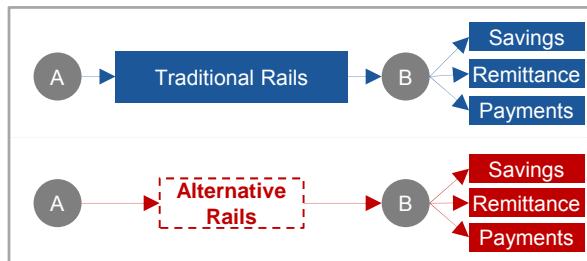 Savings
A
Traditional Rails
B
Remittance
Payments
Savings
A
Alternative
Rails
B
Remittance
Payments